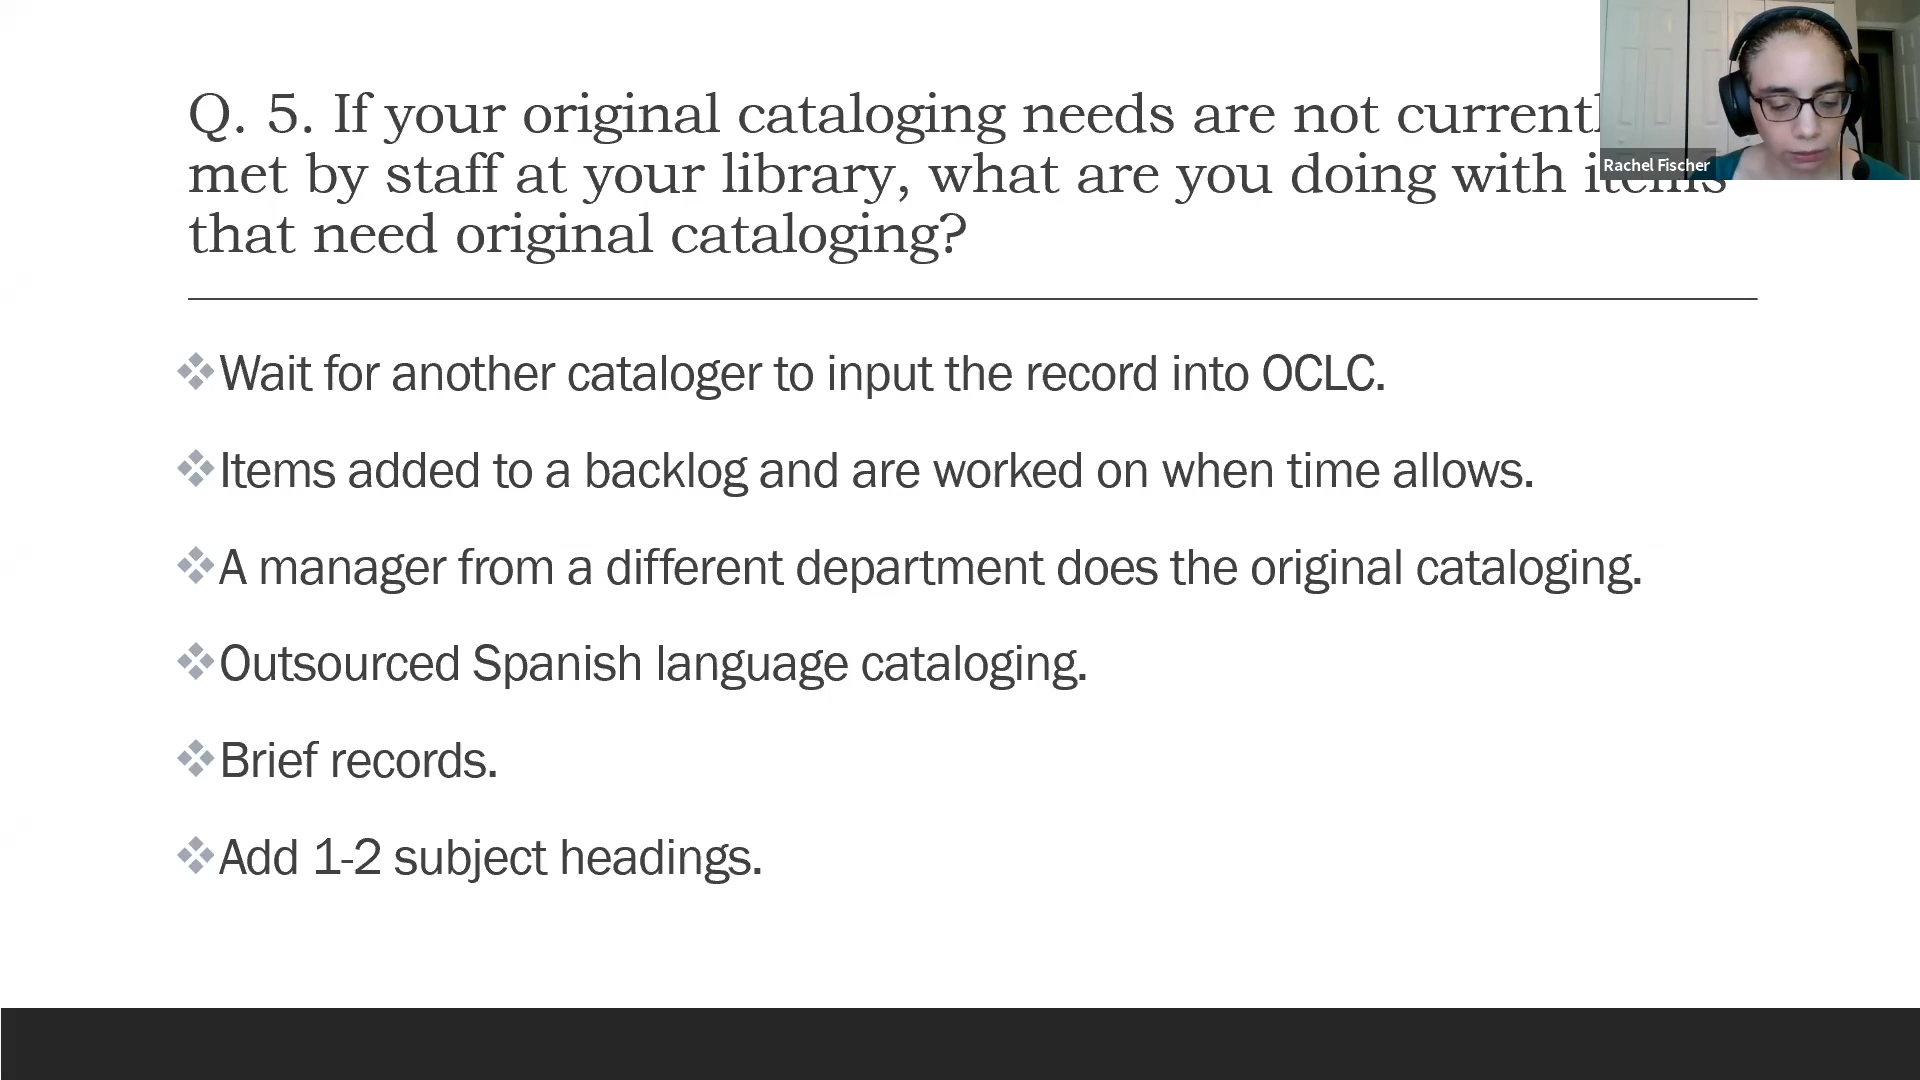 Q. 5. If your original cataloging needs are not currentl
met by staff at your library, what are you doing with items
that need original cataloging?
Rachel Fischer
Wait for another cataloger to input the record into OCLC.
Items added to a backlog and are worked on when time allows.
A manager from a different department does the original cataloging.
Outsourced Spanish language cataloging.
Brief records.
Add 1-2 subject headings.